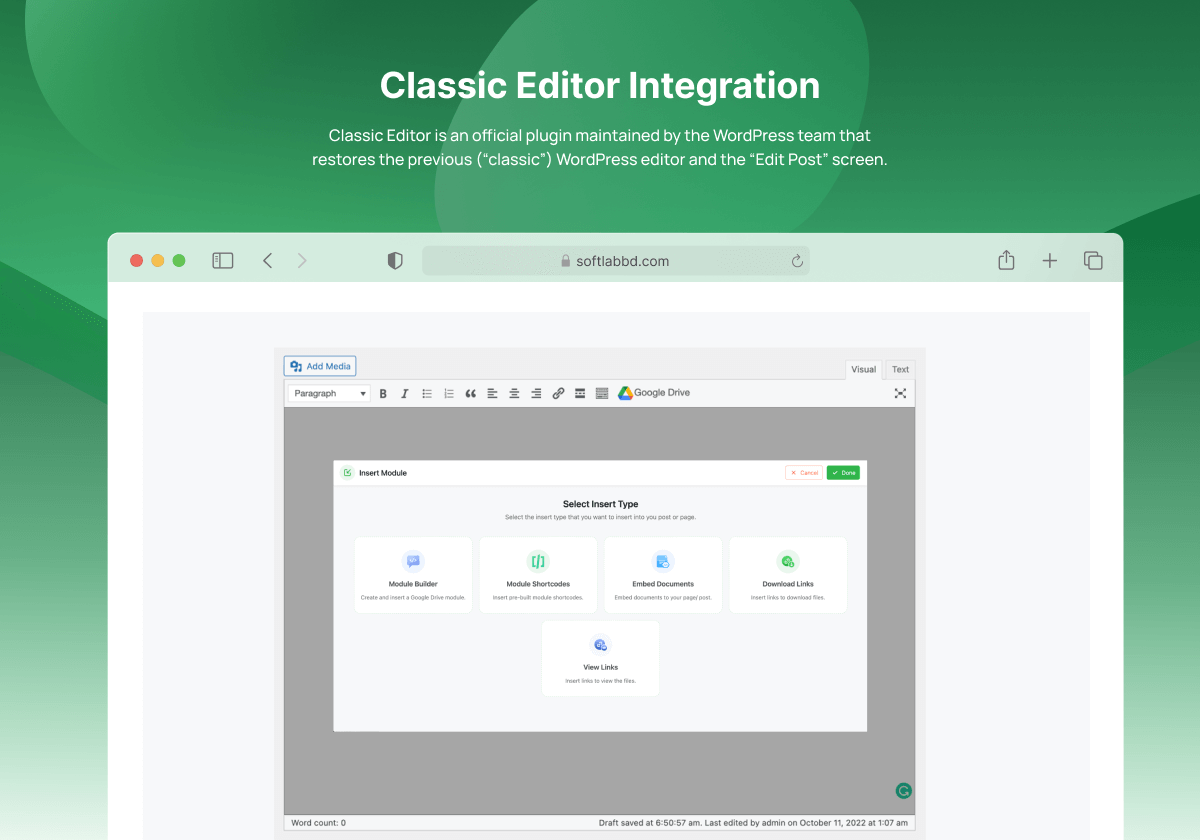 Classic Editor Integration
Classic Editor is an official plugin maintained by the WordPress team that
restores the previous (“classic”) WordPress editor and the “Edit Post” screen.
softlabbd.com
Add Media
Visual Text
Paragraph B I Google Drive
Insert Module Cancel Done
Select Insert Type
Select the insert type that you want to insert into you post or page.
Module Builder Module Shortcodes Embed Documents Download Links
Create and insert a Google Drive module. Insert pre-built module shortcodes. Embed documents to your page/ post. Insert links to download files.
View Links
Insert links to view the files.
Word count: 0 Draft saved at 6:50:57 am. Last edited by admin on October 11, 2022 at 1:07 am